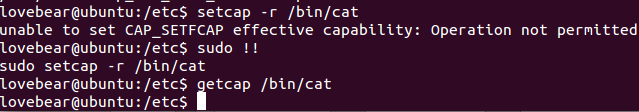 lovebear@ubuntu:/etc$ setcap -r /bin/cat
unable to set CAP_SETFCAP effective capability: Operation not permitted
lovebear@ubuntu:/etc$ sudo !!
sudo setcap -r /bin/cat
lovebear@ubuntu:/etc$ getcap /bin/cat
lovebear@ubuntu:/etc$